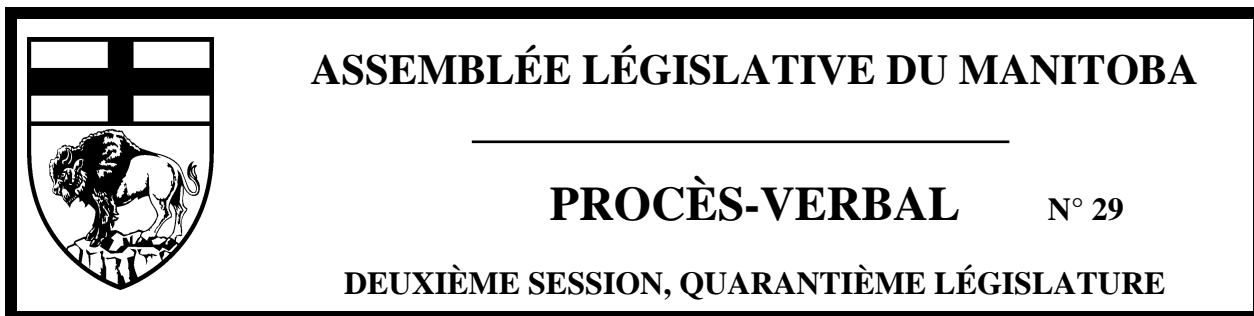 ASSEMBLÉE LÉGISLATIVE DU MANITOBA
PROCÈS-VERBAL N° 29
DEUXIÈME SESSION, QUARANTIÈME LÉGISLATURE